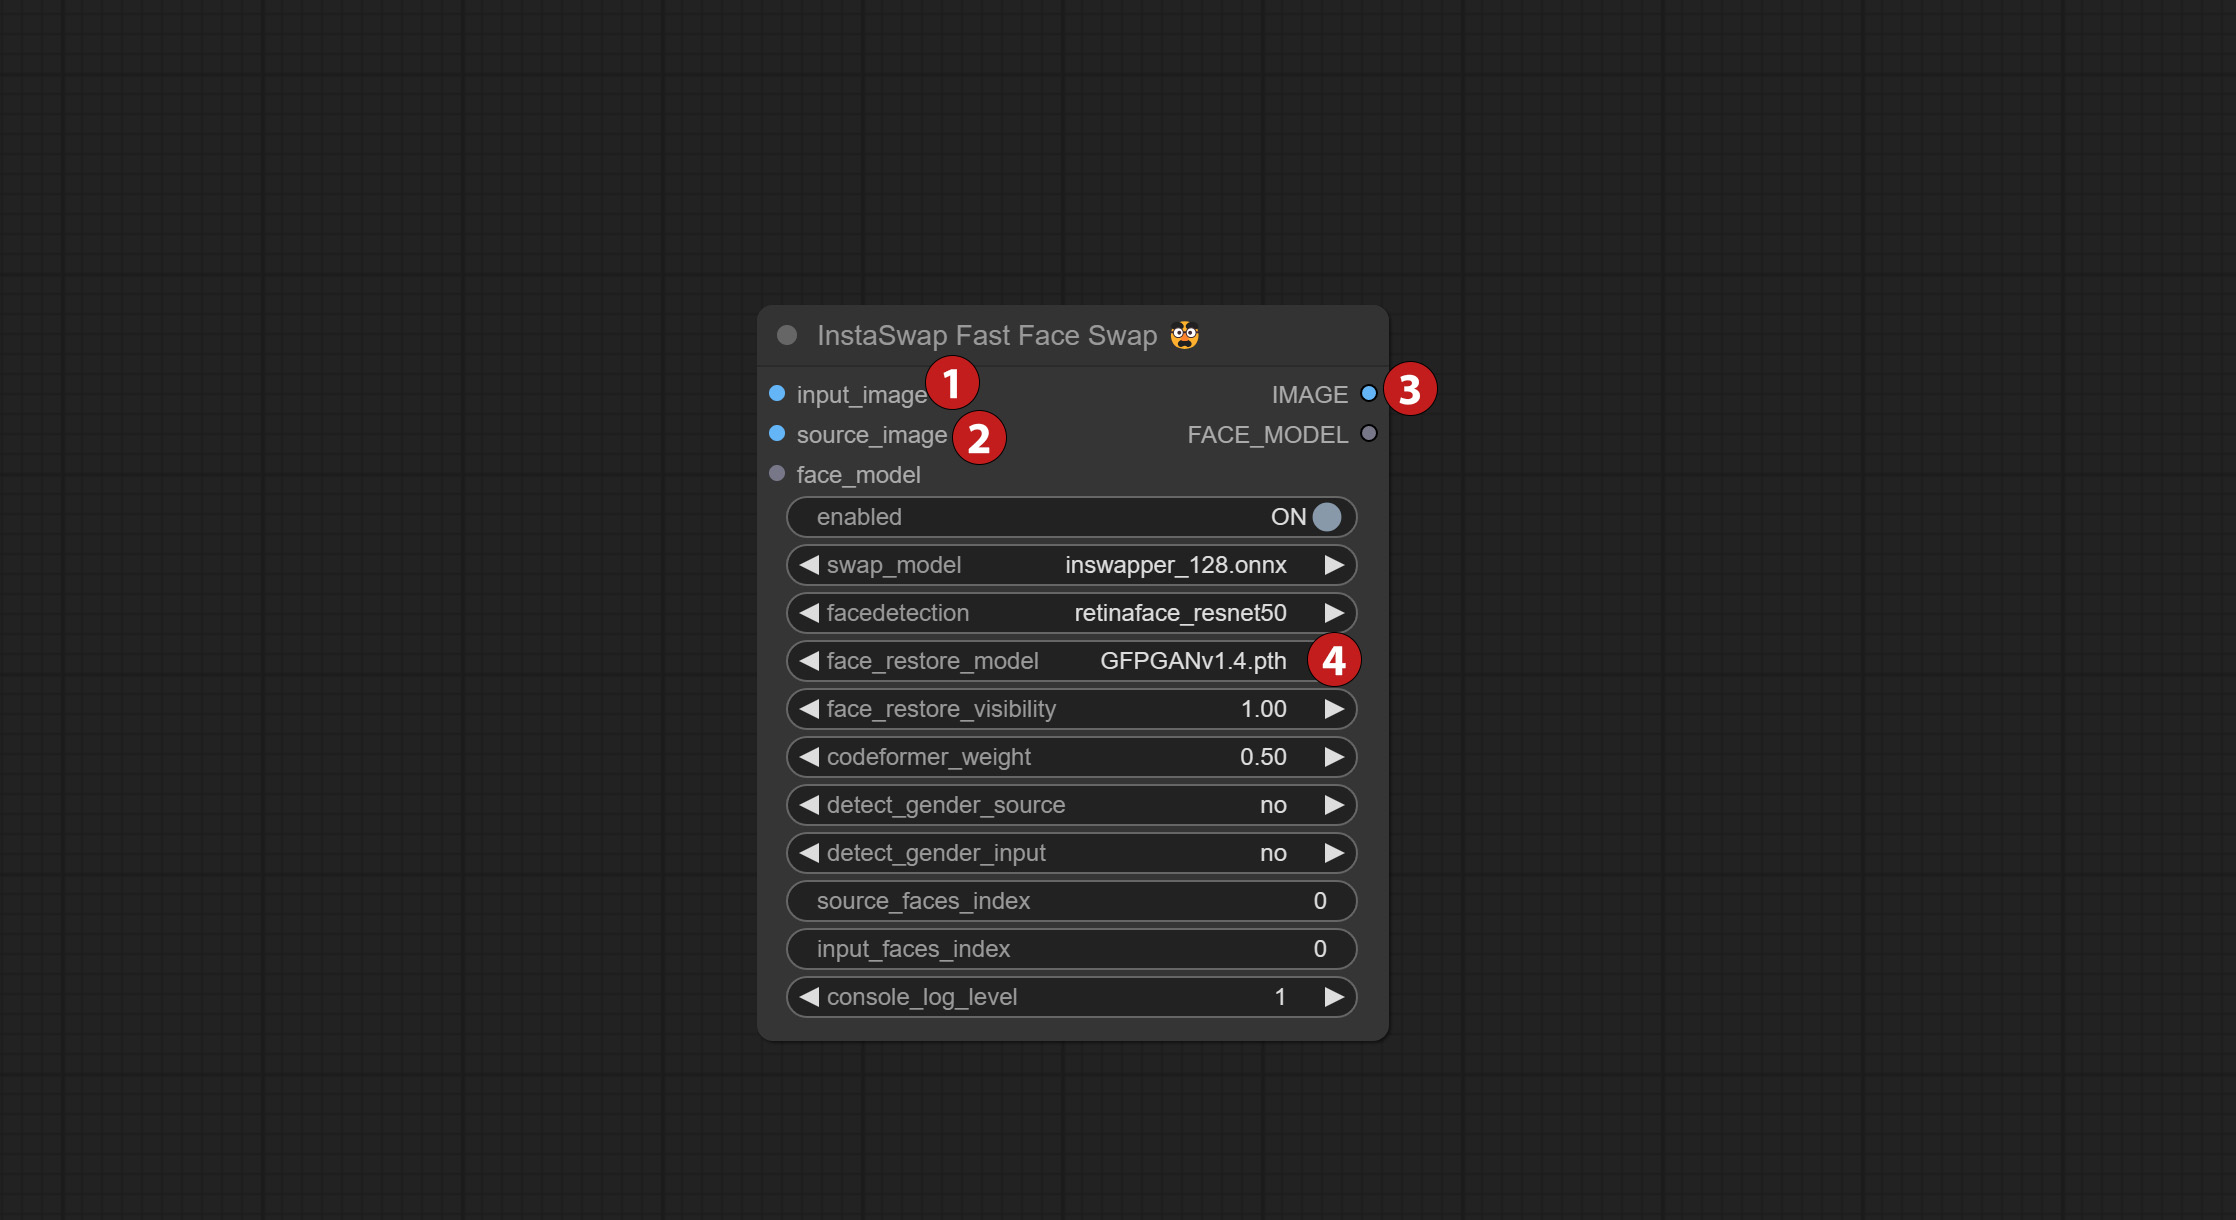 InstaSwap Fast Face Swap 🥸
input_image 1 IMAGE 3
source_image 2 FACE_MODEL
face_model
enabled ON
swap_model inswapper_128.onnx
facedetection retinaface_resnet50
face_restore_model GFPGANv1.4.pth 4
face_restore_visibility 1.00
codeformer_weight 0.50
detect_gender_source no
detect_gender_input no
source_faces_index 0
input_faces_index 0
console_log_level 1